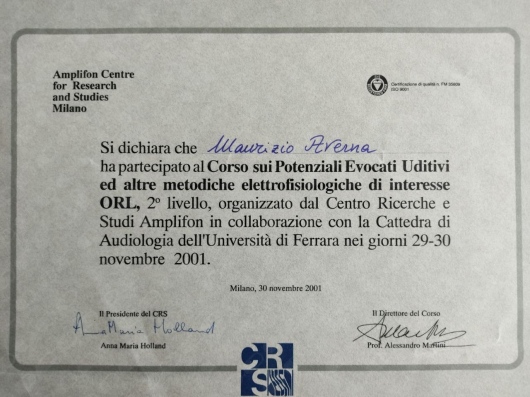 Amplifon Centre
for Research
and Studies
Milano
Certificazione di qualità n. FM 35909
ISO 9001
Si dichiara che Maurizio Averna
ha partecipato al Corso sui Potenziali Evocati Uditivi
ed altre metodiche elettrofisiologiche di interesse
ORL, 2° livello, organizzato dal Centro Ricerche e
Studi Amplifon in collaborazione con la Cattedra di
Audiologia dell'Università di Ferrara nei giorni 29-30
novembre 2001.
Milano, 30 novembre 2001
Il Presidente del CRS
AnnaMaria Holland
Anna Maria Holland
Il Direttore del Corso
Prof. Alessandro Martini
CRS